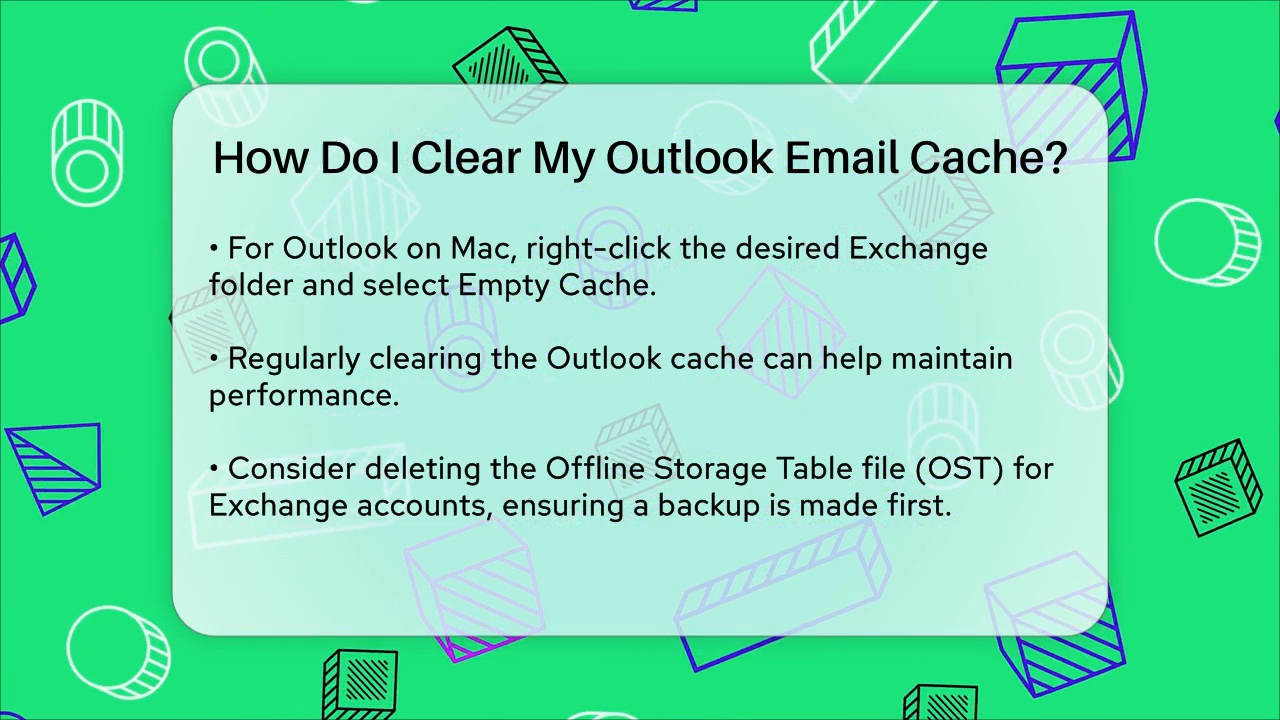 How Do I Clear My Outlook Email Cache?
• For Outlook on Mac, right-click the desired Exchange
folder and select Empty Cache.
• Regularly clearing the Outlook cache can help maintain
performance.
• Consider deleting the Offline Storage Table file (OST) for
Exchange accounts, ensuring a backup is made first.